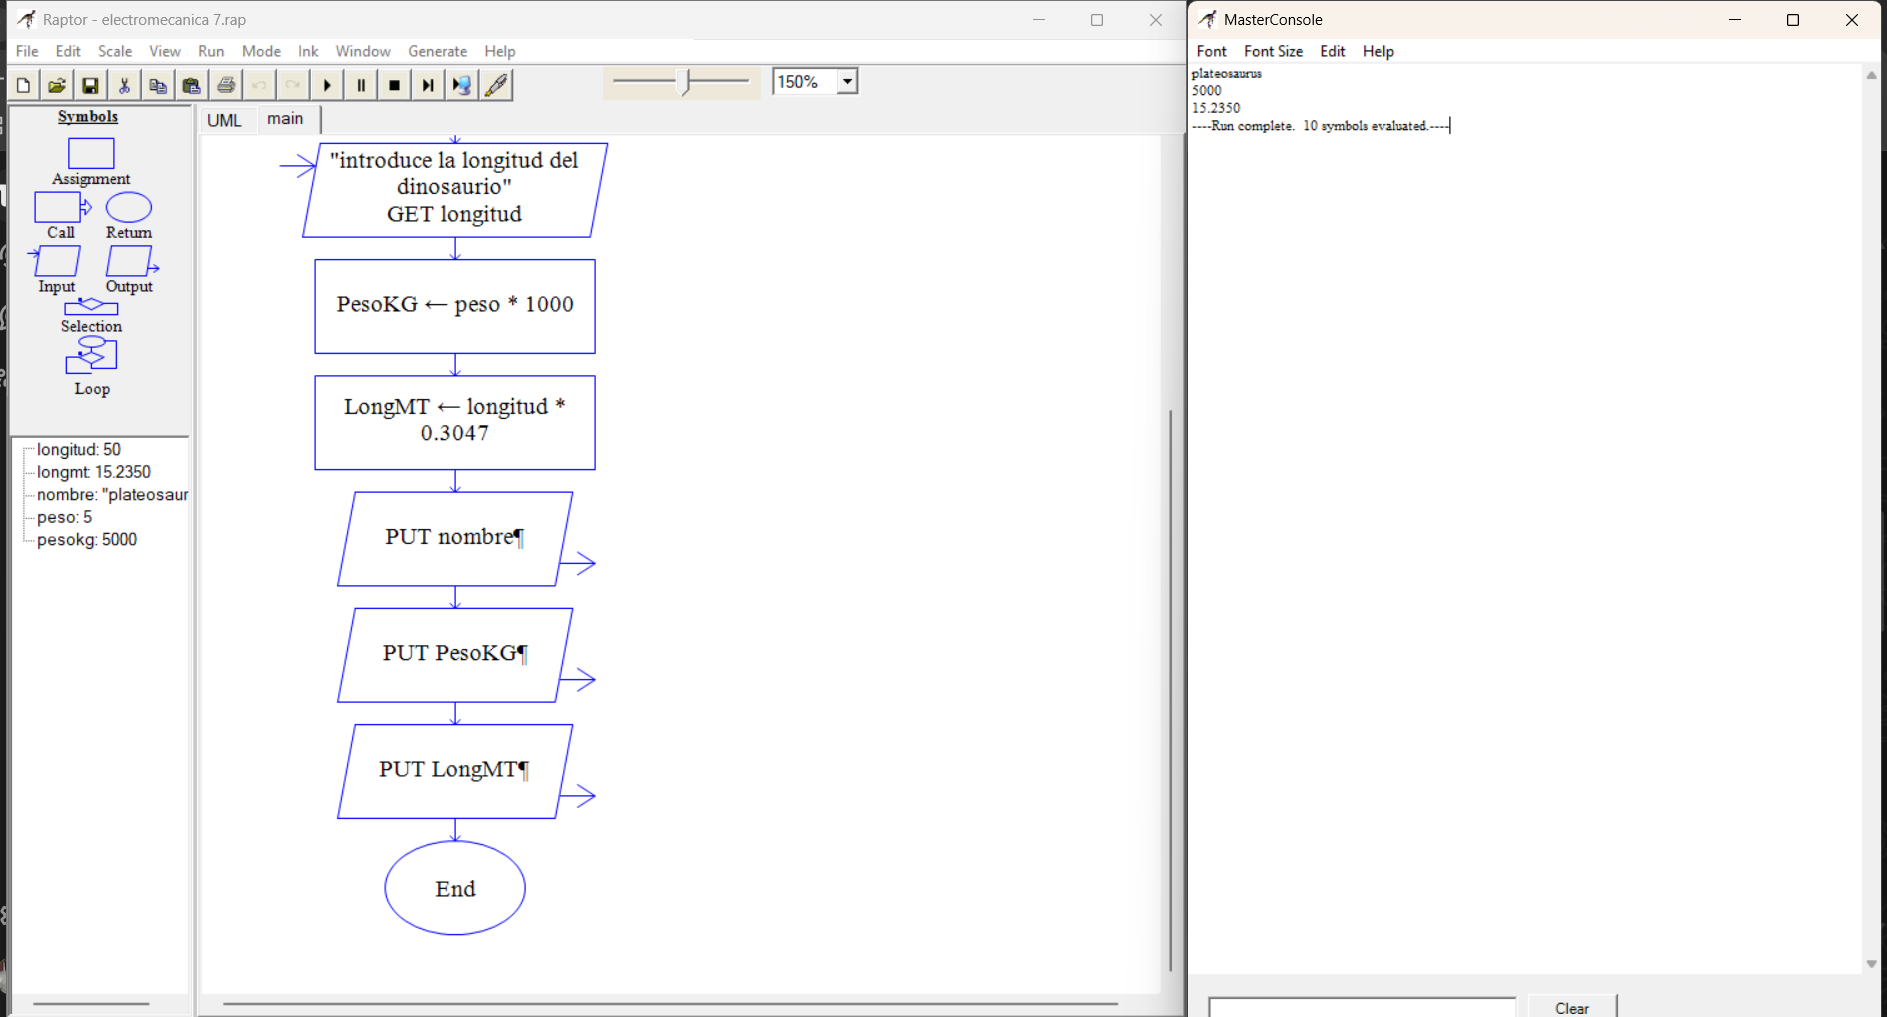 Raptor - electromecanica 7.rap
File Edit Scale View Run Mode Ink Window Generate Help
150%
Symbols
Assignment
Call Return
Input Output
Selection
Loop
longitud: 50
longmt: 15.2350
nombre: "plateosaur
peso: 5
pesokg: 5000
UML main
"introduce la longitud del
dinosaurio"
GET longitud
PesoKG ← peso * 1000
LongMT ← longitud *
0.3047
PUT nombre¶
PUT PesoKG¶
PUT LongMT¶
End
MasterConsole
Font Font Size Edit Help
plateosaurus
5000
15.2350
----Run complete.  10 symbols evaluated.----
Clear